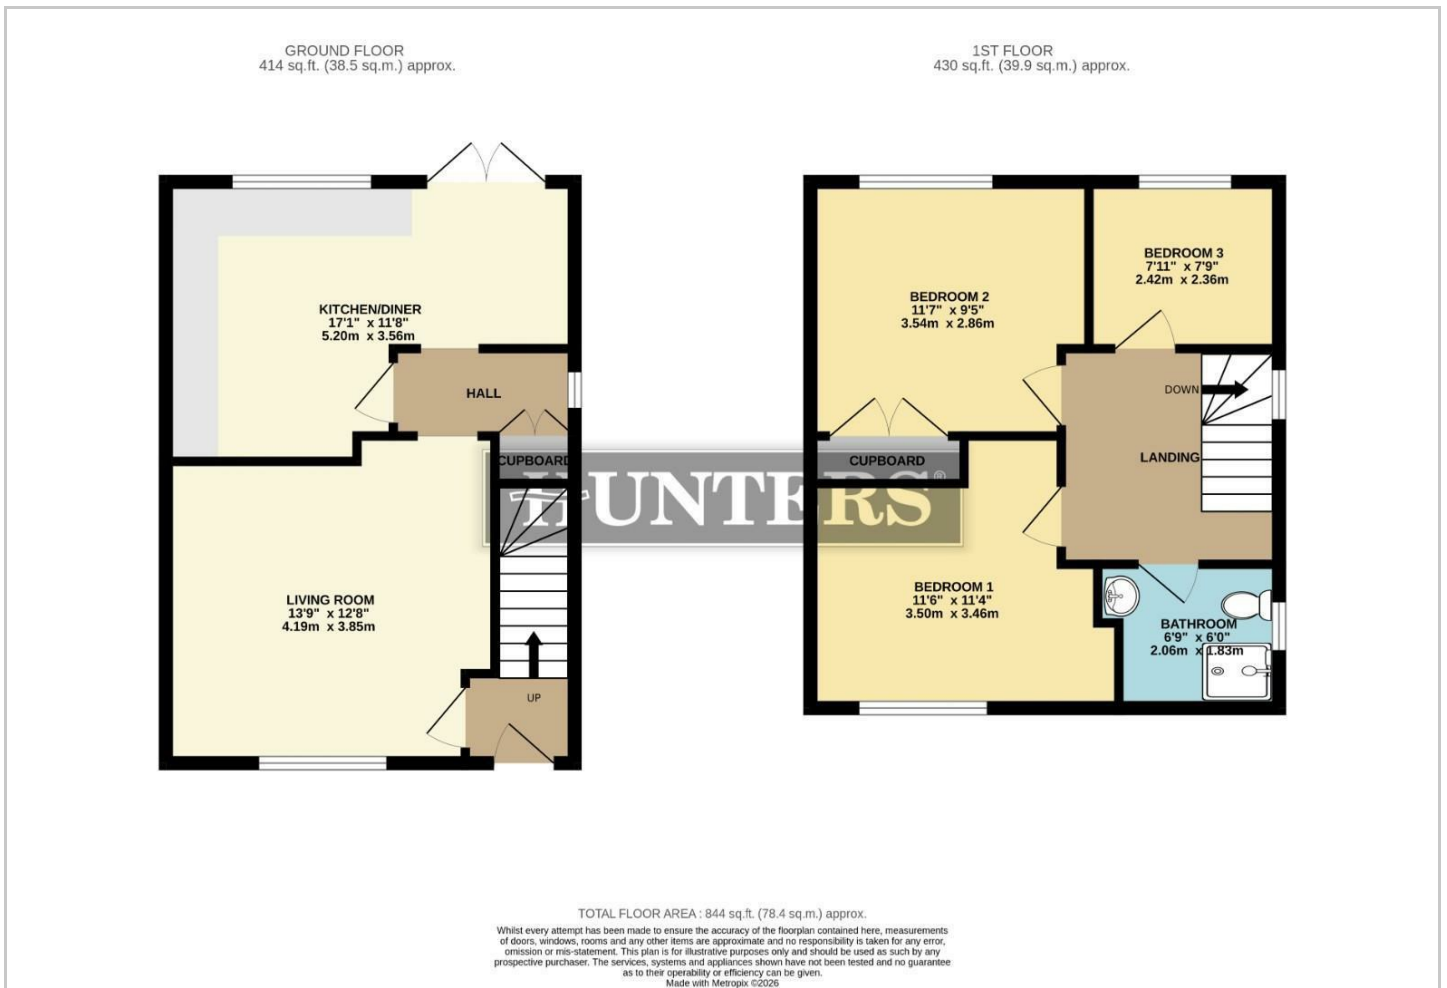 GROUND FLOOR
414 sq.ft. (38.5 sq.m.) approx.
1ST FLOOR
430 sq.ft. (39.9 sq.m.) approx.
KITCHEN/DINER
17'1" x 11'8"
5.20m x 3.56m
HALL
CUPBOARD
LIVING ROOM
13'9" x 12'8"
4.19m x 3.85m
UP
HUNTERS®
BEDROOM 2
11'7" x 9'5"
3.54m x 2.86m
BEDROOM 3
7'11" x 7'9"
2.42m x 2.36m
DOWN
LANDING
CUPBOARD
BEDROOM 1
11'6" x 11'4"
3.50m x 3.46m
BATHROOM
6'9" x 6'0"
2.06m x 1.83m
TOTAL FLOOR AREA : 844 sq.ft. (78.4 sq.m.) approx.
Whilst every attempt has been made to ensure the accuracy of the floorplan contained here, measurements
of doors, windows, rooms and any other items are approximate and no responsibility is taken for any error,
omission or mis-statement. This plan is for illustrative purposes only and should be used as such by any
prospective purchaser. The services, systems and appliances shown have not been tested and no guarantee
as to their operability or efficiency can be given.
Made with Metropix ©2026